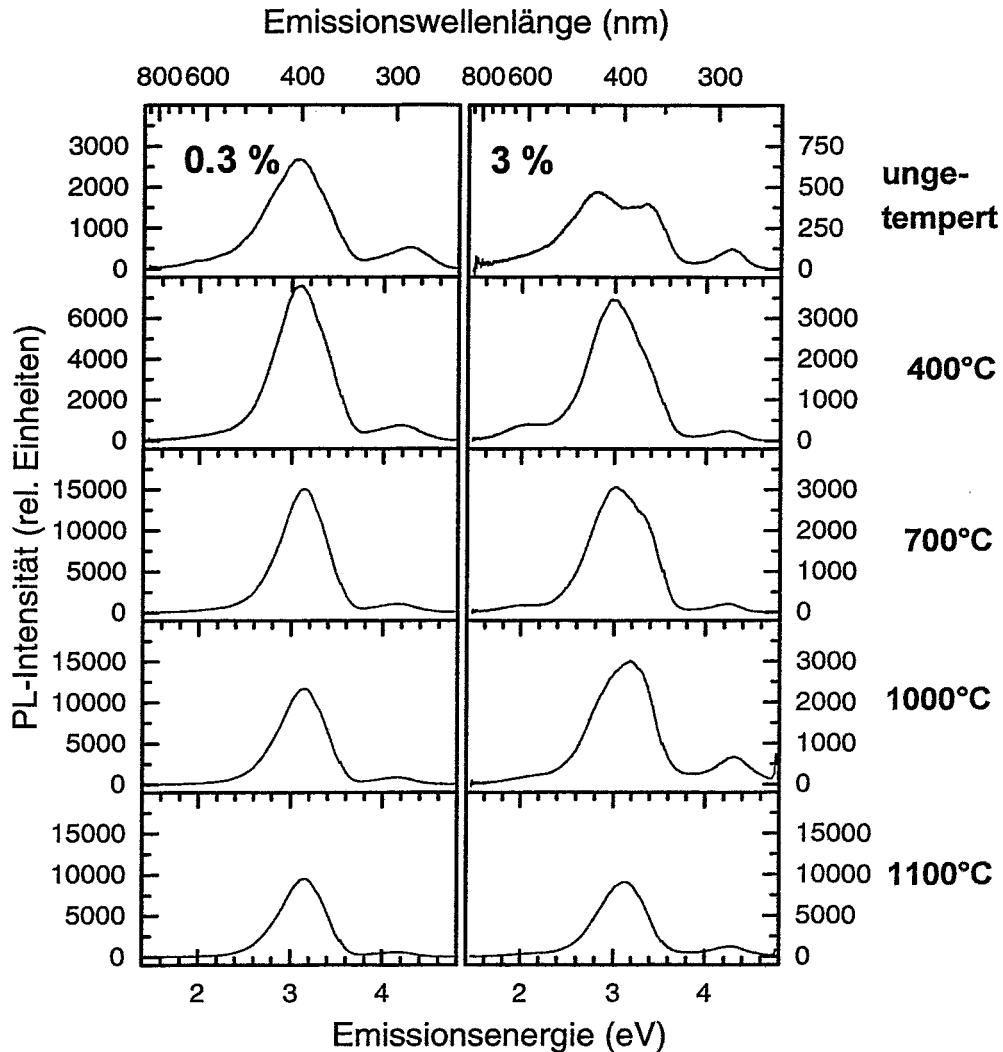 Emissionswellenlänge (nm)
800 600 400 300 800 600 400 300
0.3 % 3 %
3000 2000 1000 0
750 500 250 0
unge-
tempert
6000 4000 2000 0
3000 2000 1000 0
400°C
15000 10000 5000 0
3000 2000 1000 0
700°C
15000 10000 5000 0
3000 2000 1000 0
1000°C
15000 10000 5000 0
15000 10000 5000 0
1100°C
2 3 4 2 3 4
Emissionsenergie (eV)
PL-Intensität (rel. Einheiten)